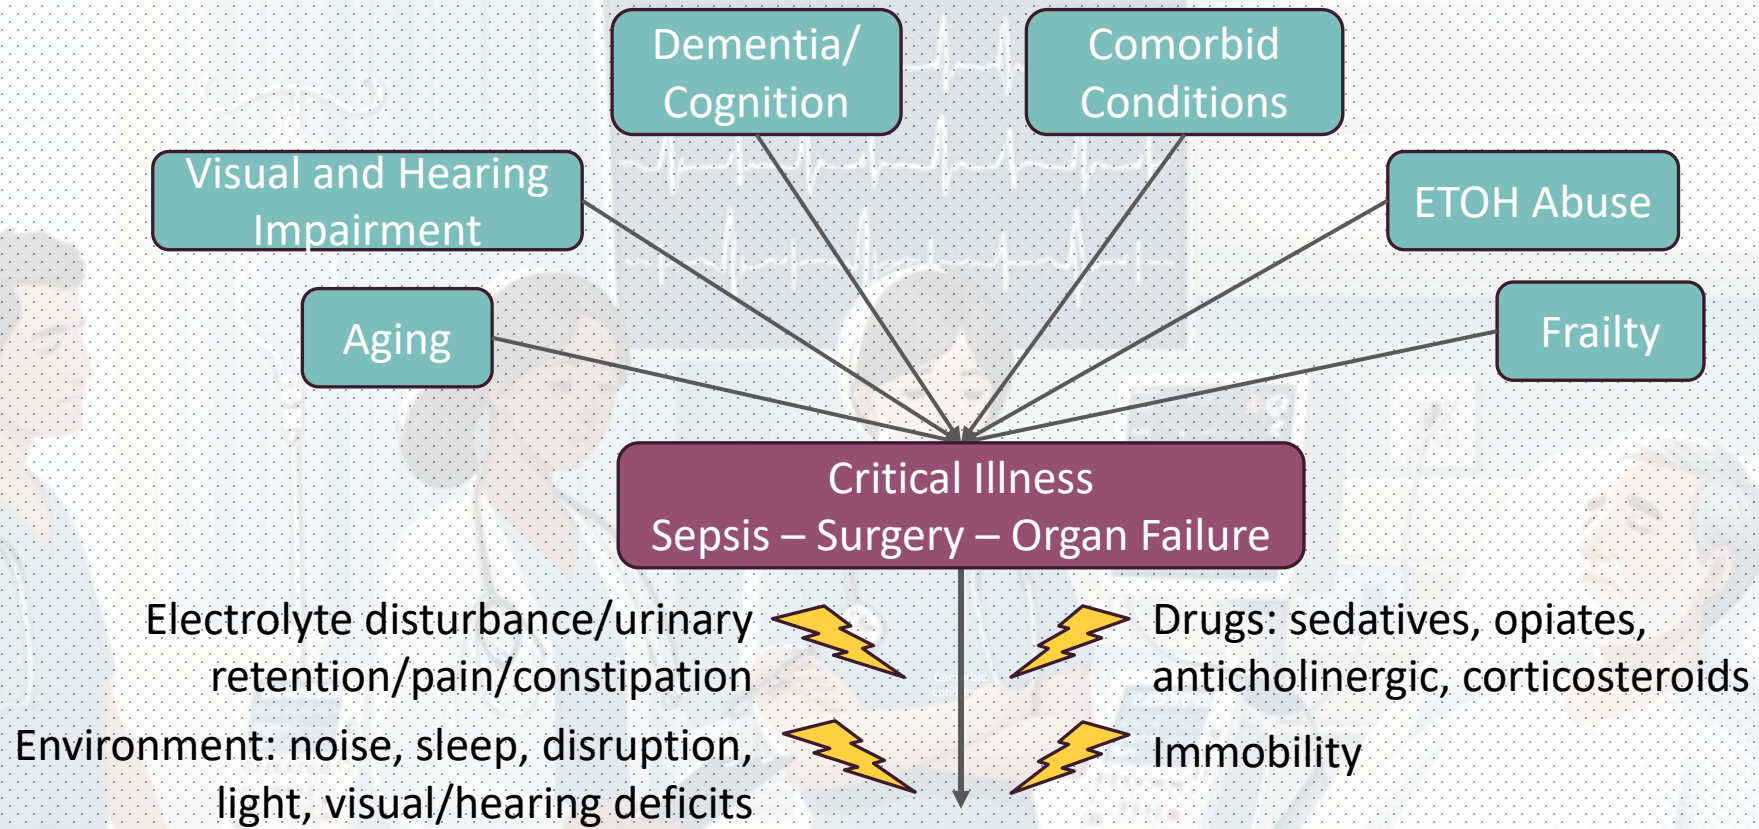 Dementia/
Cognition
Comorbid
Conditions
Visual and Hearing
Impairment
ETOH Abuse
Aging
Frailty
Critical Illness
Sepsis – Surgery – Organ Failure
Electrolyte disturbance/urinary
retention/pain/constipation
Drugs: sedatives, opiates,
anticholinergic, corticosteroids
Environment: noise, sleep, disruption,
light, visual/hearing deficits
Immobility